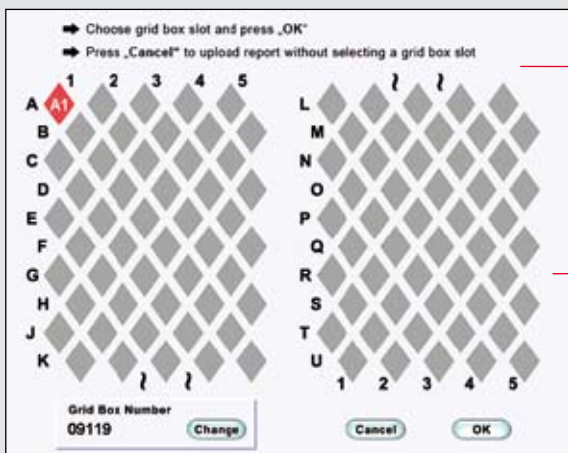 ➡ Choose grid box slot and press „OK“
➡ Press „Cancel“ to upload report without selecting a grid box slot
1 2 3 4 5
A A1
B
C
D
E
F
G
H
J
K
L
M
N
O
P
Q
R
S
T
U
1 2 3 4 5
Grid Box Number
09119 Change
Cancel OK